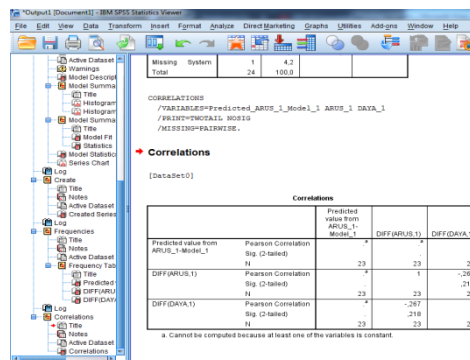 *Output1 [Document1] - IBM SPSS Statistics Viewer
File Edit View Data Transform Insert Format Analyze Direct Marketing Graphs Utilities Add-ons Window Help
Active Dataset
Warnings
Model Descript
Model Summa
Title
Histogram
Histogram
Model Summa
Title
Model Fit
Statistics
Model Statistic
Series Chart
Log
Create
Title
Notes
Active Dataset
Created Series
Log
Frequencies
Title
Notes
Active Dataset
Statistics
Frequency Tab
Title
Predicted
DIFF(ARU
DIFF(DAY
Log
Correlations
Title
Notes
Active Dataset
Correlations
Missing System 1 4,2
Total 24 100,0
CORRELATIONS
/VARIABLES=Predicted_ARUS_1_Model_1 ARUS_1 DAYA_1
/PRINT=TWOTAIL NOSIG
/MISSING=PAIRWISE.
Correlations
[DataSet0]
Correlations
Predicted value from ARUS_1-Model_1 DIFF(ARUS,1) DIFF(DAYA,1
Predicted value from ARUS_1-Model_1 Pearson Correlation .a .a
Sig. (2-tailed) . .
N 23 23 2
DIFF(ARUS,1) Pearson Correlation .a 1 -,26
Sig. (2-tailed) . ,21
N 23 23 2
DIFF(DAYA,1) Pearson Correlation .a -,267
Sig. (2-tailed) . ,218
N 23 23 2
a. Cannot be computed because at least one of the variables is constant.